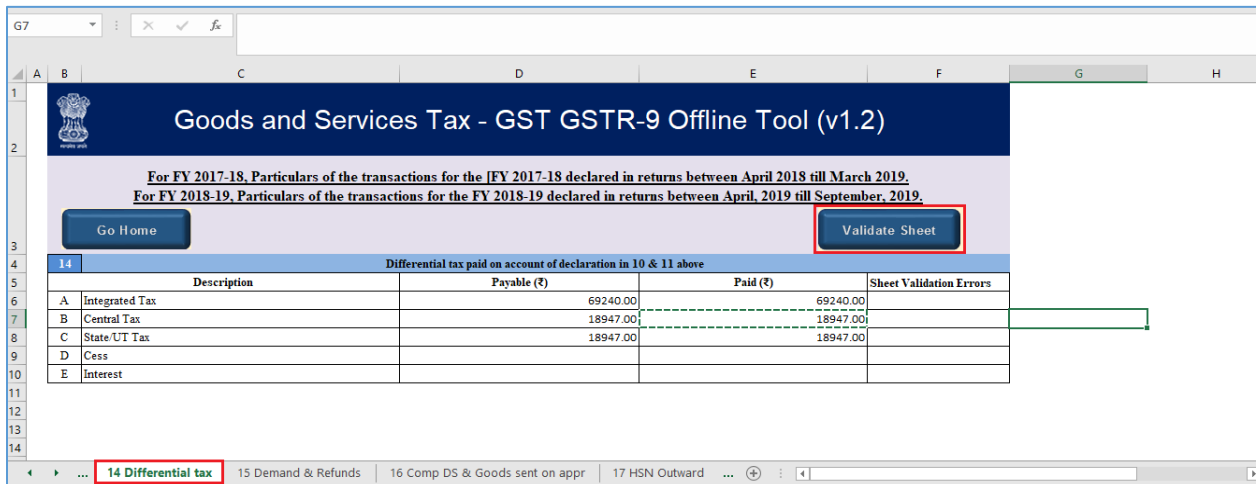 G7 fx
A B C D E F G H
1
2 Goods and Services Tax - GST GSTR-9 Offline Tool (v1.2)
For FY 2017-18, Particulars of the transactions for the [FY 2017-18 declared in returns between April 2018 till March 2019.
For FY 2018-19, Particulars of the transactions for the FY 2018-19 declared in returns between April, 2019 till September, 2019.
3 Go Home Validate Sheet
4 14 Differential tax paid on account of declaration in 10 & 11 above
5 Description Payable (₹) Paid (₹) Sheet Validation Errors
6 A Integrated Tax 69240.00 69240.00
7 B Central Tax 18947.00 18947.00
8 C State/UT Tax 18947.00 18947.00
9 D Cess
10 E Interest
11
12
13
14
... 14 Differential tax 15 Demand & Refunds 16 Comp DS & Goods sent on appr 17 HSN Outward ...